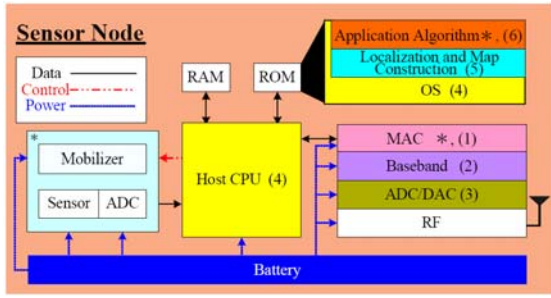 Sensor Node
Data
Control
Power
RAM
ROM
Application Algorithm*, (6)
Localization and Map
Construction (5)
OS (4)
*
Mobilizer
Sensor
ADC
Host CPU (4)
MAC *, (1)
Baseband (2)
ADC/DAC (3)
RF
Battery